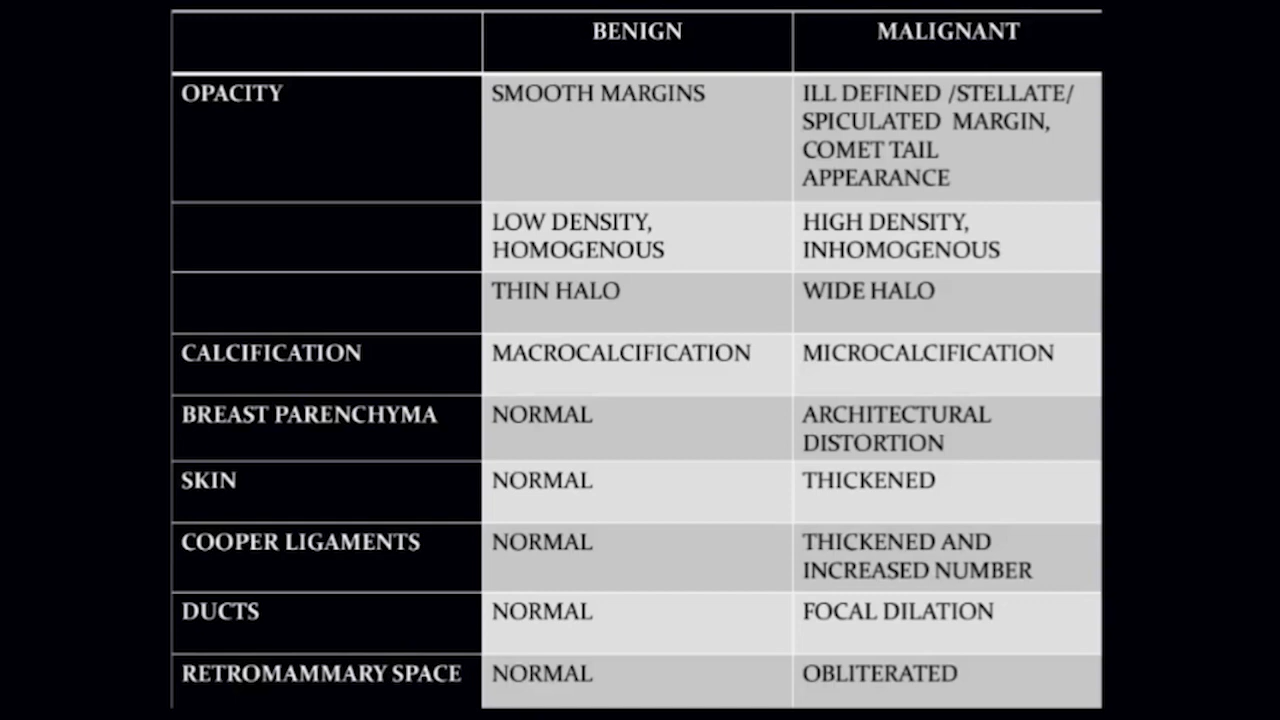 BENIGN MALIGNANT
OPACITY SMOOTH MARGINS ILL DEFINED /STELLATE/
SPICULATED MARGIN,
COMET TAIL
APPEARANCE
LOW DENSITY, HIGH DENSITY,
HOMOGENOUS INHOMOGENOUS
THIN HALO WIDE HALO
CALCIFICATION MACROCALCIFICATION MICROCALCIFICATION
BREAST PARENCHYMA NORMAL ARCHITECTURAL
DISTORTION
SKIN NORMAL THICKENED
COOPER LIGAMENTS NORMAL THICKENED AND
INCREASED NUMBER
DUCTS NORMAL FOCAL DILATION
RETROMAMMARY SPACE NORMAL OBLITERATED